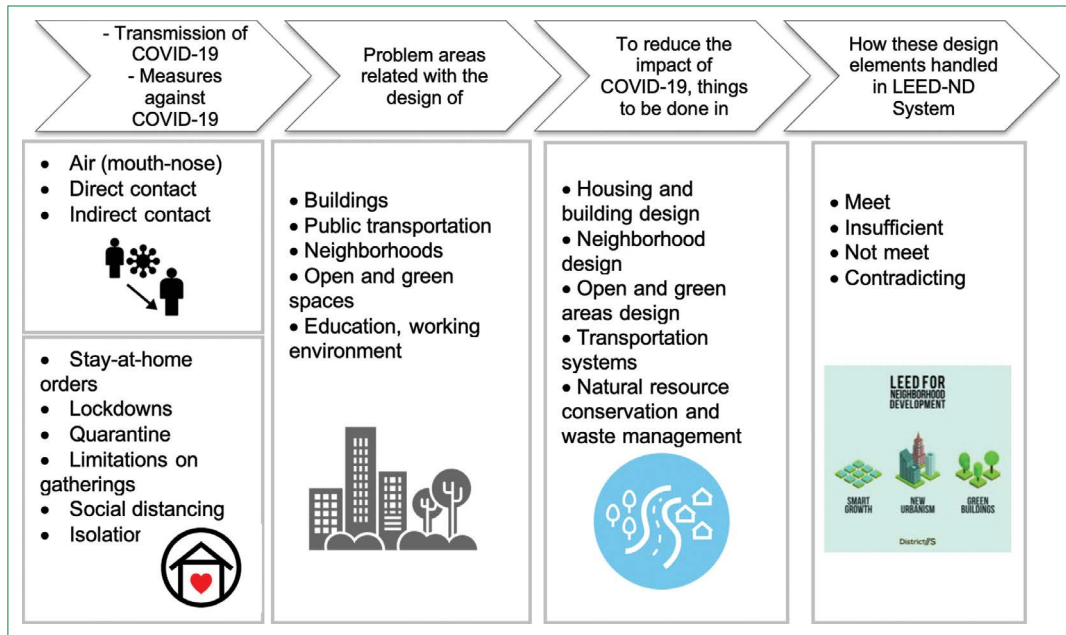 - Transmission of
COVID-19
- Measures
against
COVID-19
Problem areas
related with the
design of
To reduce the
impact of
COVID-19, things
to be done in
How these design
elements handled
in LEED-ND
System
• Air (mouth-nose)
• Direct contact
• Indirect contact
• Stay-at-home
orders
• Lockdowns
• Quarantine
• Limitations on
gatherings
• Social distancing
• Isolation
• Buildings
• Public transportation
• Neighborhoods
• Open and green
spaces
• Education, working
environment
• Housing and
building design
• Neighborhood
design
• Open and green
areas design
• Transportation
systems
• Natural resource
conservation and
waste management
• Meet
• Insufficient
• Not meet
• Contradicting
LEED FOR
NEIGHBORHOOD
DEVELOPMENT
SMART
GROWTH
NEW
URBANISM
GREEN
BUILDINGS
District//S